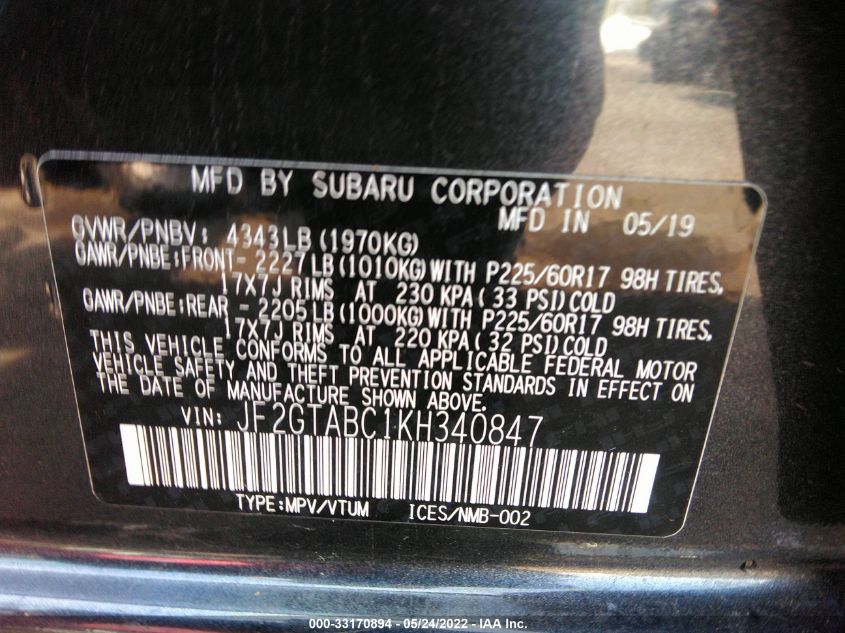 MFD BY SUBARU CORPORATION
MFD IN 05/19
GVWR/PNBV: 4343LB (1970KG)
GAWR/PNBE:FRONT- 2227LB(1010KG)WITH P225/60R17 98H TIRES,
17X7J RIMS AT 230 KPA( 33 PSI)COLD
GAWR/PNBE:REAR - 2205LB(1000KG)WITH P225/60R17 98H TIRES,
17X7J RIMS AT 220 KPA( 32 PSI)COLD
THIS VEHICLE CONFORMS TO ALL APPLICABLE FEDERAL MOTOR
VEHICLE SAFETY AND THEFT PREVENTION STANDARDS IN EFFECT ON
THE DATE OF MANUFACTURE SHOWN ABOVE.
VIN: JF2GTABC1KH340847
TYPE:MPV/VTUM ICES/NMB-002
000-33170894 - 05/24/2022 - IAA Inc.